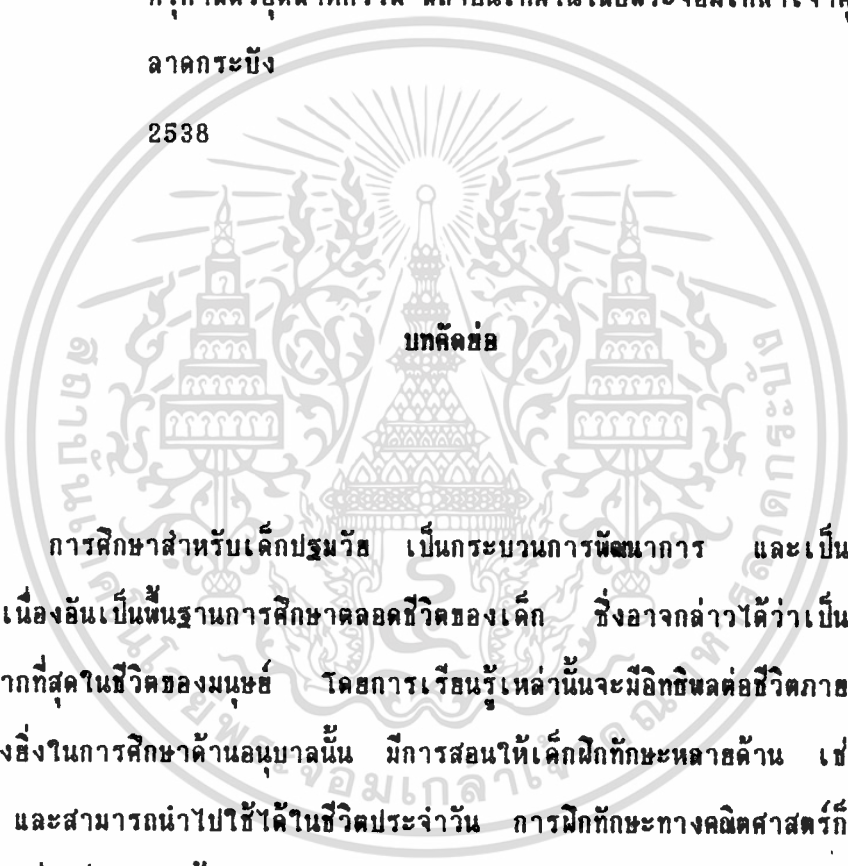 ลาดกระบัง
2538
บทคัดย่อ
การศึกษาสำหรับเด็กปฐมวัย เป็นกระบวนการพัฒนาการ และเป็น
เนื่องอันเป็นพื้นฐานการศึกษาตลอดชีวิตของเด็ก ซึ่งอาจกล่าวได้ว่าเป็น
ากที่สุดในชีวิตของมนุษย์ โดยการเรียนรู้เหล่านั้นจะมีอิทธิพลต่อชีวิตภาย
งยิ่งในการศึกษาด้านอนุบาลนั้น มีการสอนให้เด็กฝึกทักษะหลายด้าน เช่
และสามารถนำไปใช้ได้ในชีวิตประจำวัน การฝึกทักษะทางคณิตศาสตร์ก็